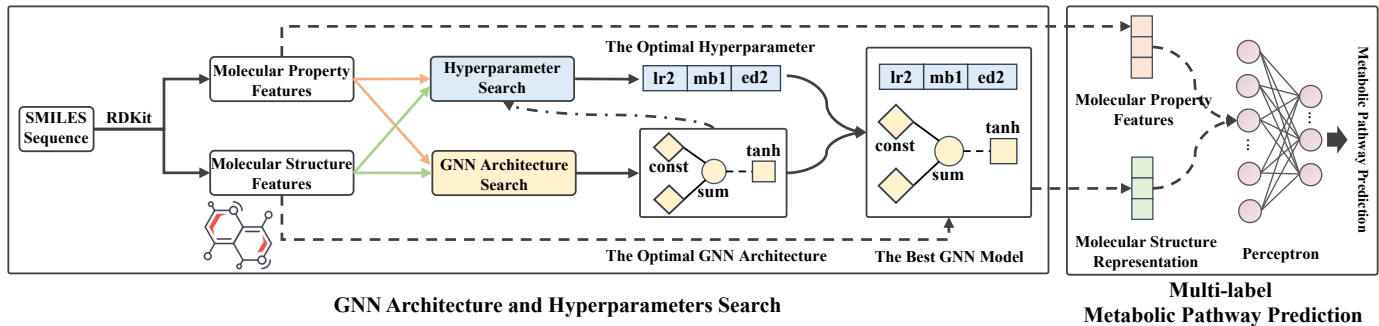 SMILES
Sequence
RDKit
Molecular Property
Features
Molecular Structure
Features
Hyperparameter
Search
GNN Architecture
Search
The Optimal Hyperparameter
lr2 mb1 ed2
const
sum
tanh
The Optimal GNN Architecture
lr2 mb1 ed2
const
sum
tanh
The Best GNN Model
GNN Architecture and Hyperparameters Search
Molecular Property
Features
Molecular Structure
Representation
Perceptron
Metabolic Pathway Prediction
Multi-label
Metabolic Pathway Prediction